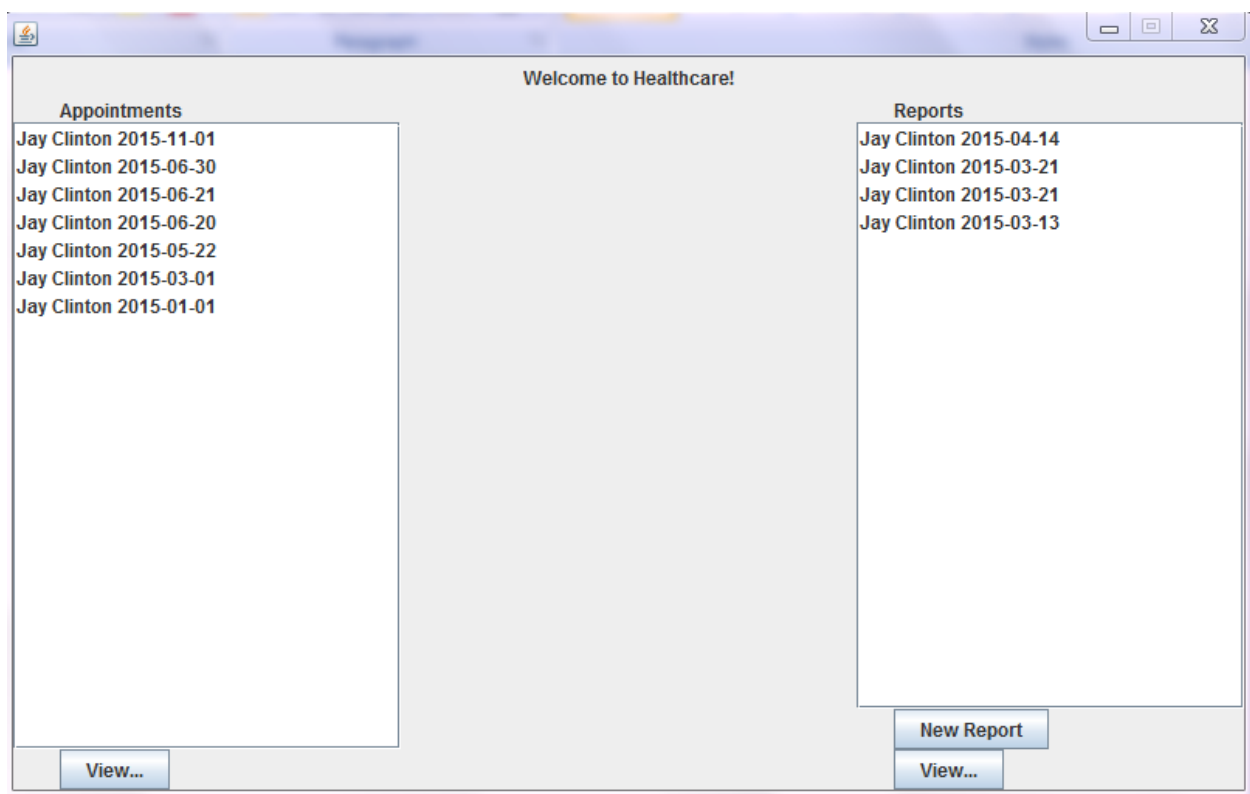 Welcome to Healthcare!
Appointments
Jay Clinton 2015-11-01
Jay Clinton 2015-06-30
Jay Clinton 2015-06-21
Jay Clinton 2015-06-20
Jay Clinton 2015-05-22
Jay Clinton 2015-03-01
Jay Clinton 2015-01-01
View...
Reports
Jay Clinton 2015-04-14
Jay Clinton 2015-03-21
Jay Clinton 2015-03-21
Jay Clinton 2015-03-13
New Report
View...